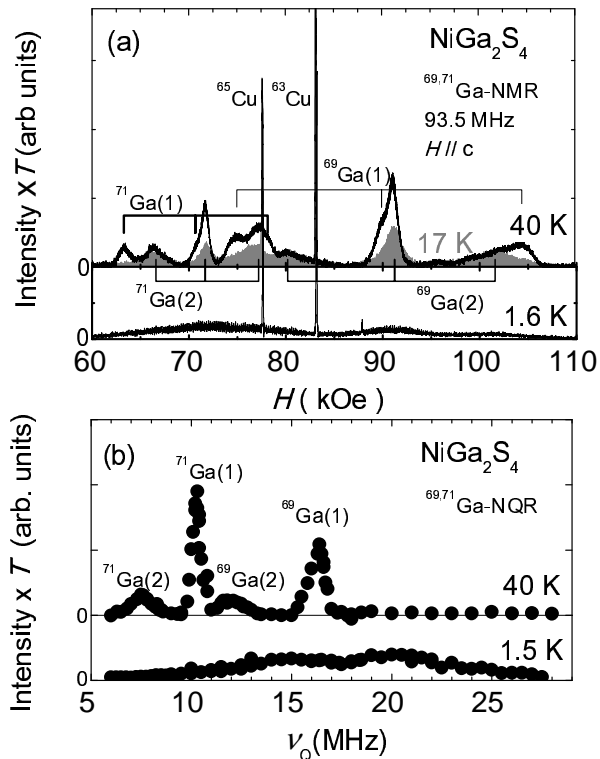 (a)
NiGa₂S₄
⁶⁵Cu ⁶³Cu
⁶⁹,⁷¹Ga-NMR
93.5 MHz
H // c
⁷¹Ga(1)
⁶⁹Ga(1)
17 K
40 K
⁷¹Ga(2)
⁶⁹Ga(2)
1.6 K
Intensity x T (arb units)
0
0
60 70 80 90 100 110
H ( kOe )
(b)
NiGa₂S₄
⁷¹Ga(1)
⁶⁹,⁷¹Ga-NQR
⁶⁹Ga(1)
⁷¹Ga(2) ⁶⁹Ga(2)
40 K
1.5 K
Intensity x T (arb. units)
0
0
5 10 15 20 25
νQ(MHz)